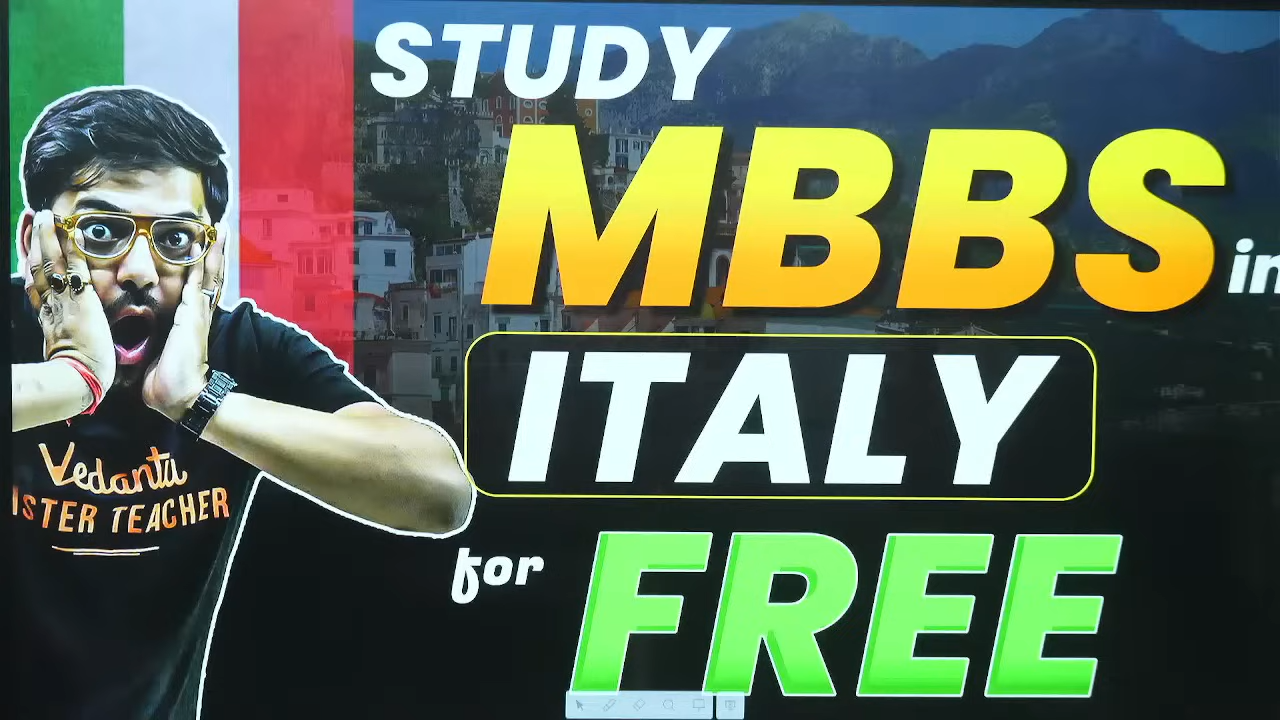 STUDY
MBBS in
ITALY
for FREE
Vedantu
ISTER TEACHER